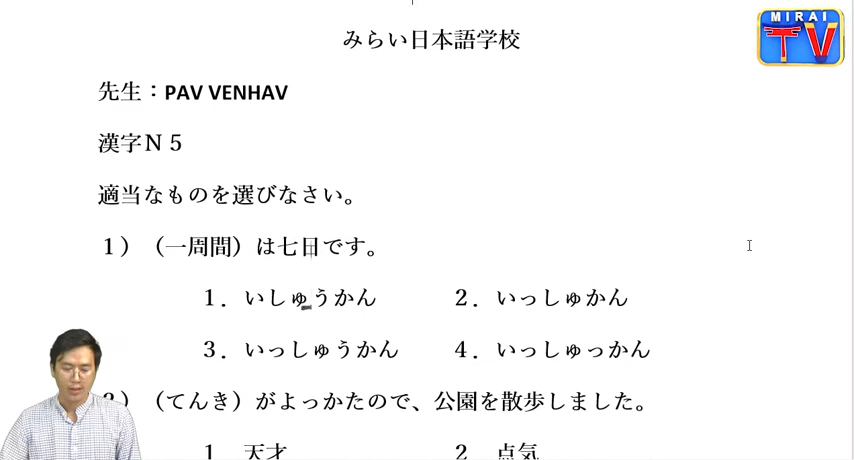 みらい日本語学校
MIRAI
TV
先生：PAV VENHAV
漢字Ｎ５
適当なものを選びなさい。
１）（一周間）は七日です。
１．いしゅうかん　２．いっしゅかん
３．いっしゅうかん　４．いっしゅっかん
２）（てんき）がよっかたので、公園を散歩しました。
１　天才　２　点気